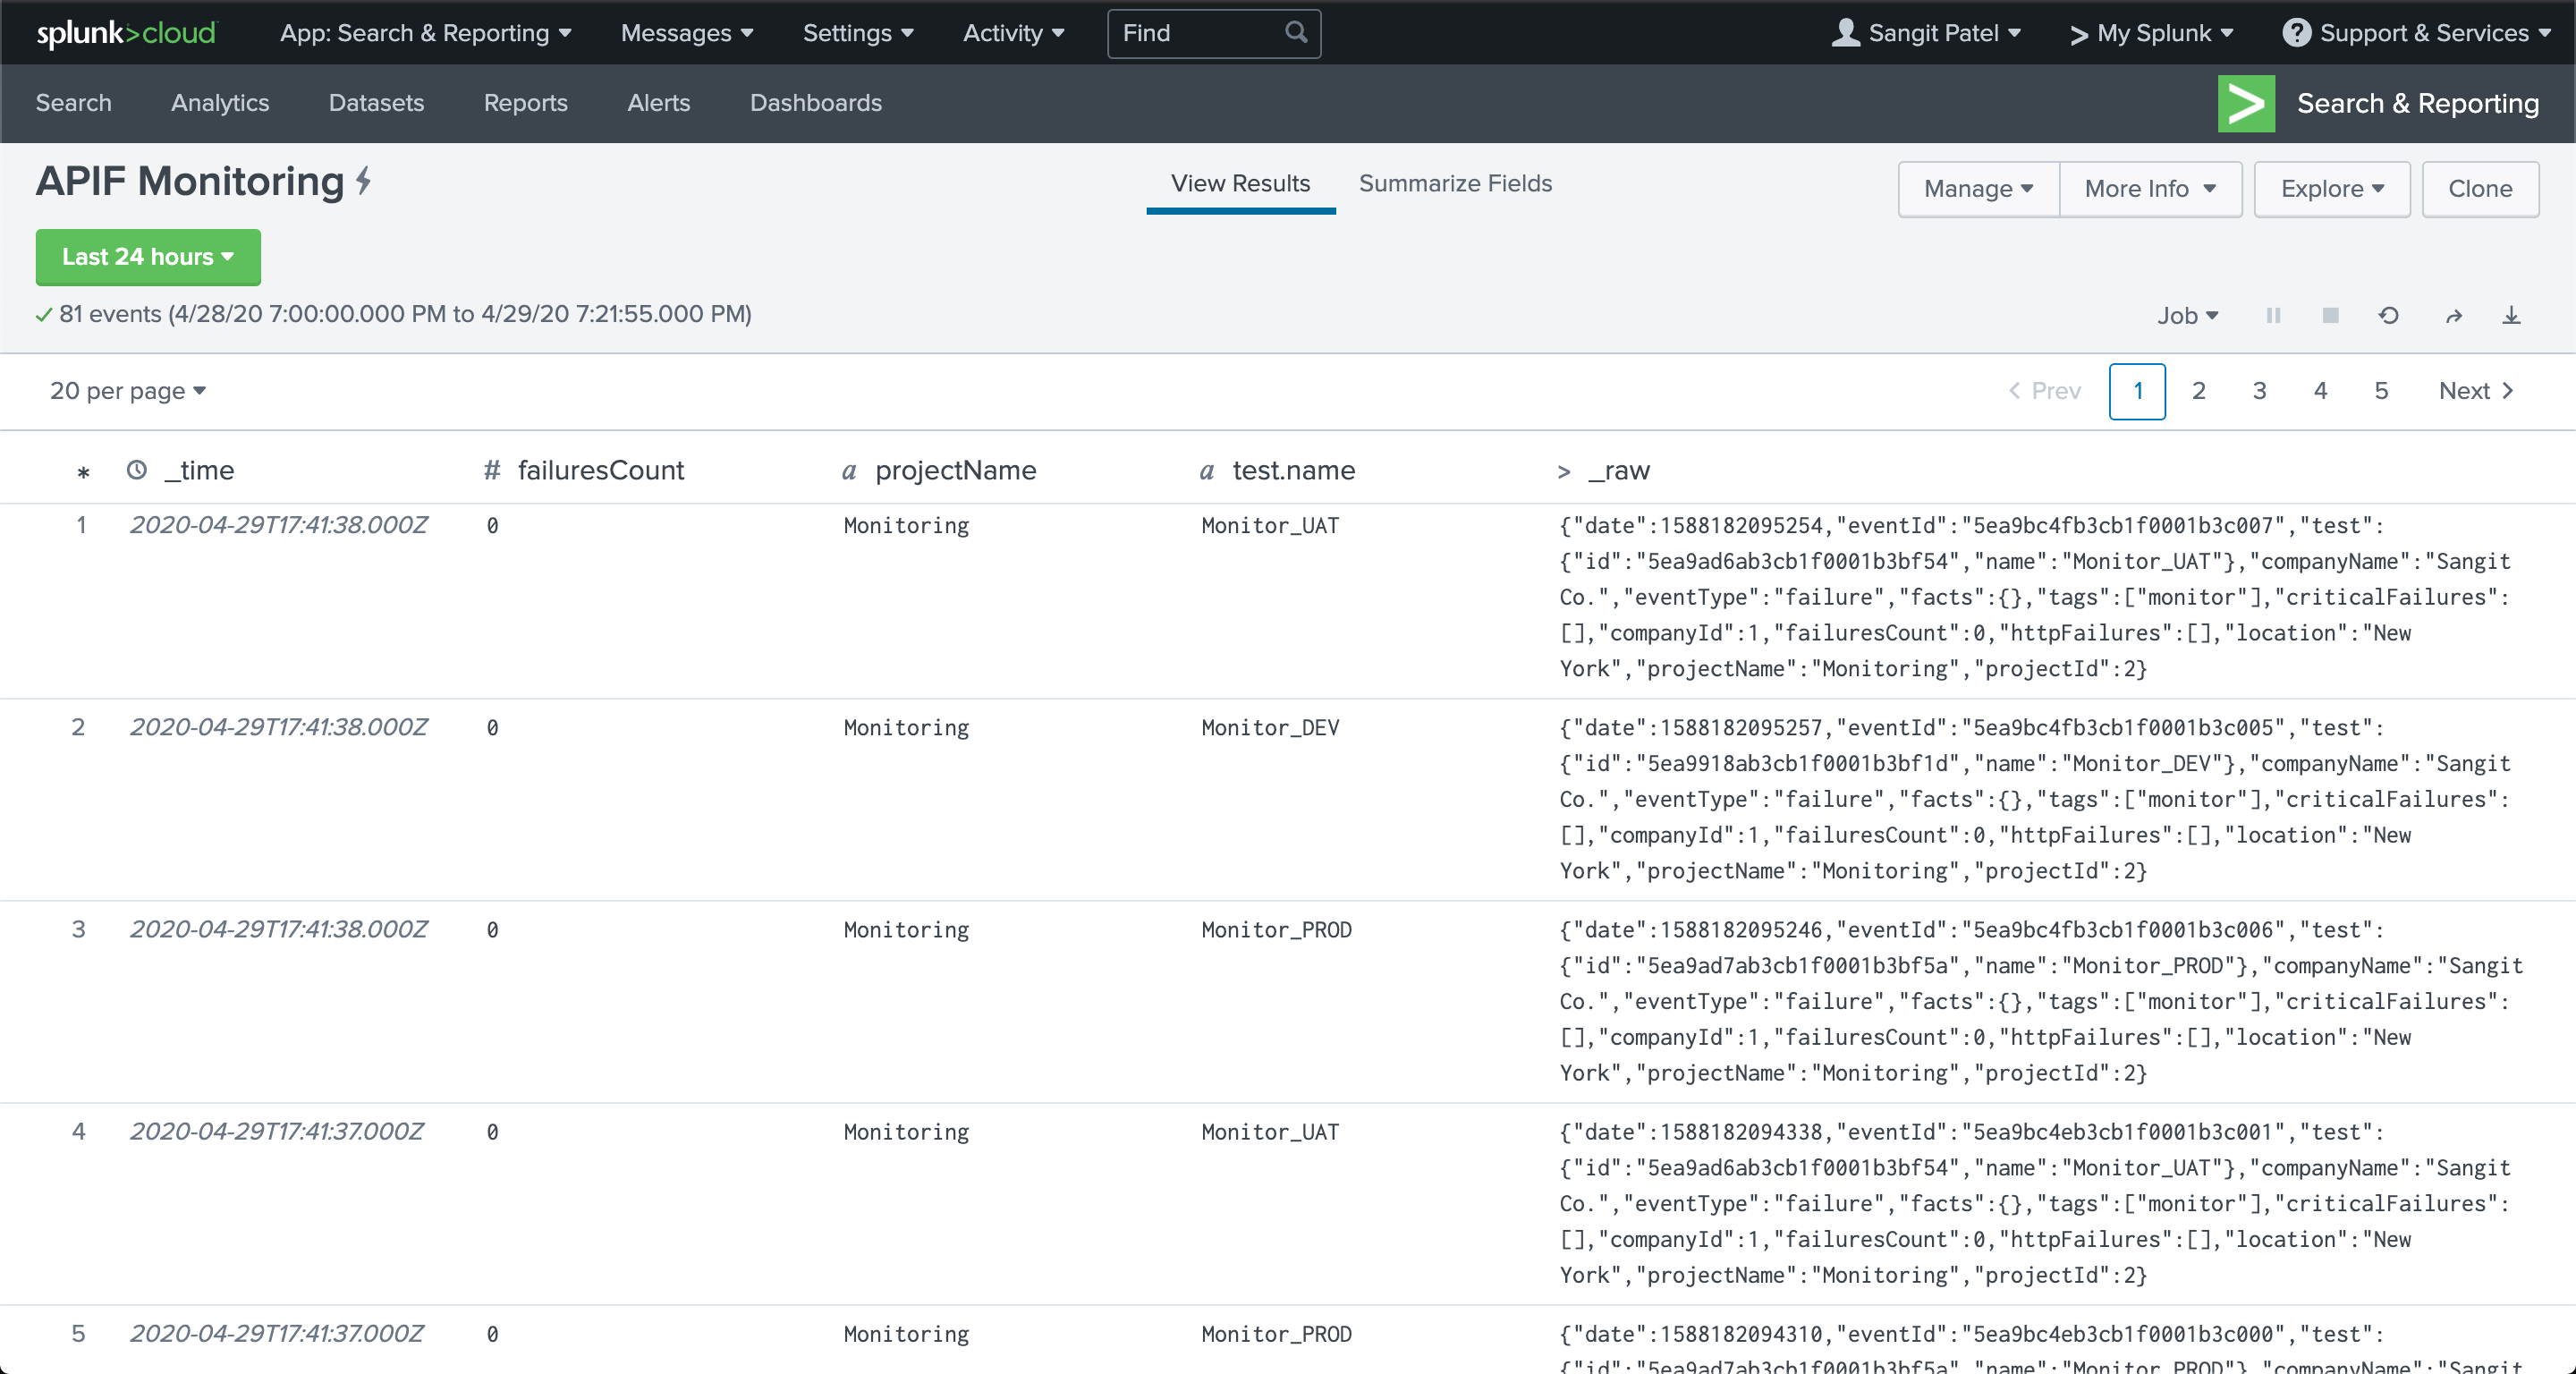 splunk>cloud App: Search & Reporting Messages Settings Activity Find Sangit Patel > My Splunk ? Support & Services
Search Analytics Datasets Reports Alerts Dashboards > Search & Reporting
APIF Monitoring View Results Summarize Fields Manage More Info Explore Clone
Last 24 hours
81 events (4/28/20 7:00:00.000 PM to 4/29/20 7:21:55.000 PM) Job
20 per page < Prev 1 2 3 4 5 Next >
* _time # failuresCount a projectName a test.name > _raw
1 2020-04-29T17:41:38.000Z 0 Monitoring Monitor_UAT {"date":1588182095254,"eventId":"5ea9bc4fb3cb1f0001b3c007","test":
{"id":"5ea9ad6ab3cb1f0001b3bf54","name":"Monitor_UAT"},"companyName":"Sangit
Co.","eventType":"failure","facts":{},"tags":["monitor"],"criticalFailures":
[],"companyId":1,"failuresCount":0,"httpFailures":[],"location":"New
York","projectName":"Monitoring","projectId":2}
2 2020-04-29T17:41:38.000Z 0 Monitoring Monitor_DEV {"date":1588182095257,"eventId":"5ea9bc4fb3cb1f0001b3c005","test":
{"id":"5ea9918ab3cb1f0001b3bf1d","name":"Monitor_DEV"},"companyName":"Sangit
Co.","eventType":"failure","facts":{},"tags":["monitor"],"criticalFailures":
[],"companyId":1,"failuresCount":0,"httpFailures":[],"location":"New
York","projectName":"Monitoring","projectId":2}
3 2020-04-29T17:41:38.000Z 0 Monitoring Monitor_PROD {"date":1588182095246,"eventId":"5ea9bc4fb3cb1f0001b3c006","test":
{"id":"5ea9ad7ab3cb1f0001b3bf5a","name":"Monitor_PROD"},"companyName":"Sangit
Co.","eventType":"failure","facts":{},"tags":["monitor"],"criticalFailures":
[],"companyId":1,"failuresCount":0,"httpFailures":[],"location":"New
York","projectName":"Monitoring","projectId":2}
4 2020-04-29T17:41:37.000Z 0 Monitoring Monitor_UAT {"date":1588182094338,"eventId":"5ea9bc4eb3cb1f0001b3c001","test":
{"id":"5ea9ad6ab3cb1f0001b3bf54","name":"Monitor_UAT"},"companyName":"Sangit
Co.","eventType":"failure","facts":{},"tags":["monitor"],"criticalFailures":
[],"companyId":1,"failuresCount":0,"httpFailures":[],"location":"New
York","projectName":"Monitoring","projectId":2}
5 2020-04-29T17:41:37.000Z 0 Monitoring Monitor_PROD {"date":1588182094310,"eventId":"5ea9bc4eb3cb1f0001b3c000","test":
{"id":"5ea9ad7ab3cb1f0001b3bf5a","name":"Monitor_PROD"},"companyName":"Sangit